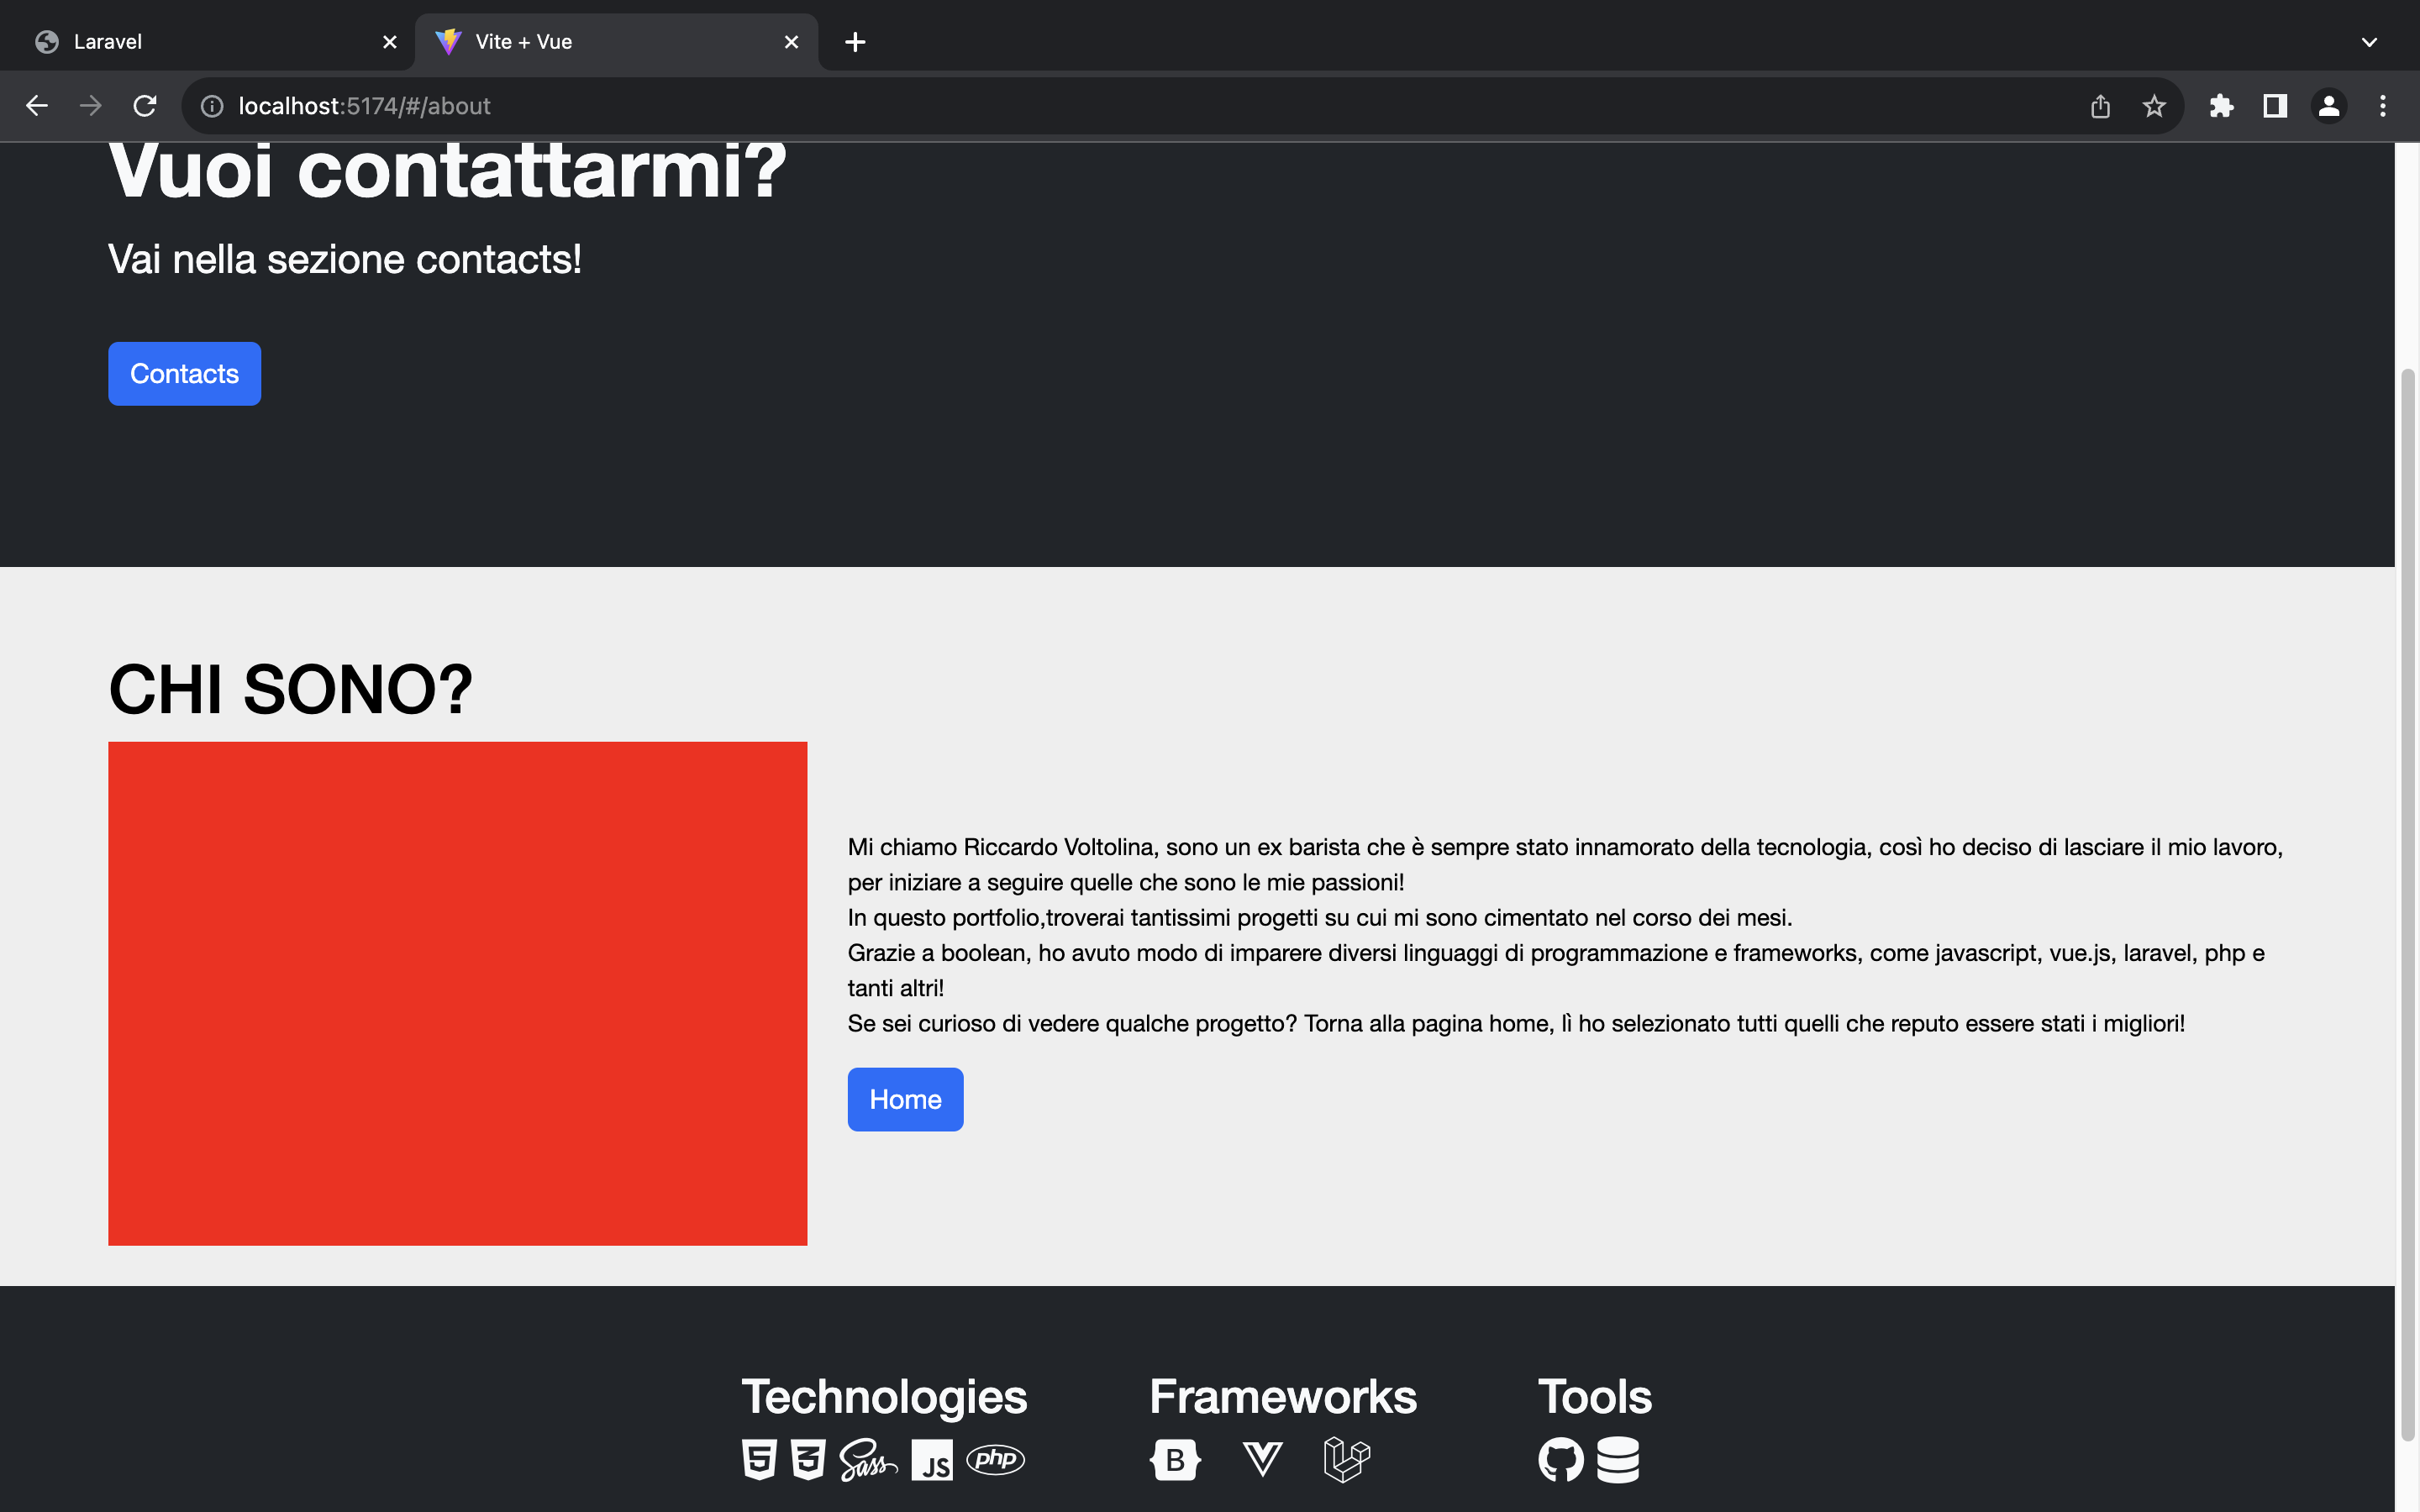 Laravel
Vite + Vue
localhost:5174/#/about
Vuoi contattarmi?
Vai nella sezione contacts!
Contacts
CHI SONO?
Mi chiamo Riccardo Voltolina, sono un ex barista che è sempre stato innamorato della tecnologia, così ho deciso di lasciare il mio lavoro,
per iniziare a seguire quelle che sono le mie passioni!
In questo portfolio,troverai tantissimi progetti su cui mi sono cimentato nel corso dei mesi.
Grazie a boolean, ho avuto modo di imparere diversi linguaggi di programmazione e frameworks, come javascript, vue.js, laravel, php e
tanti altri!
Se sei curioso di vedere qualche progetto? Torna alla pagina home, lì ho selezionato tutti quelli che reputo essere stati i migliori!
Home
Technologies
Frameworks
Tools
5 3 Sass JS php
B